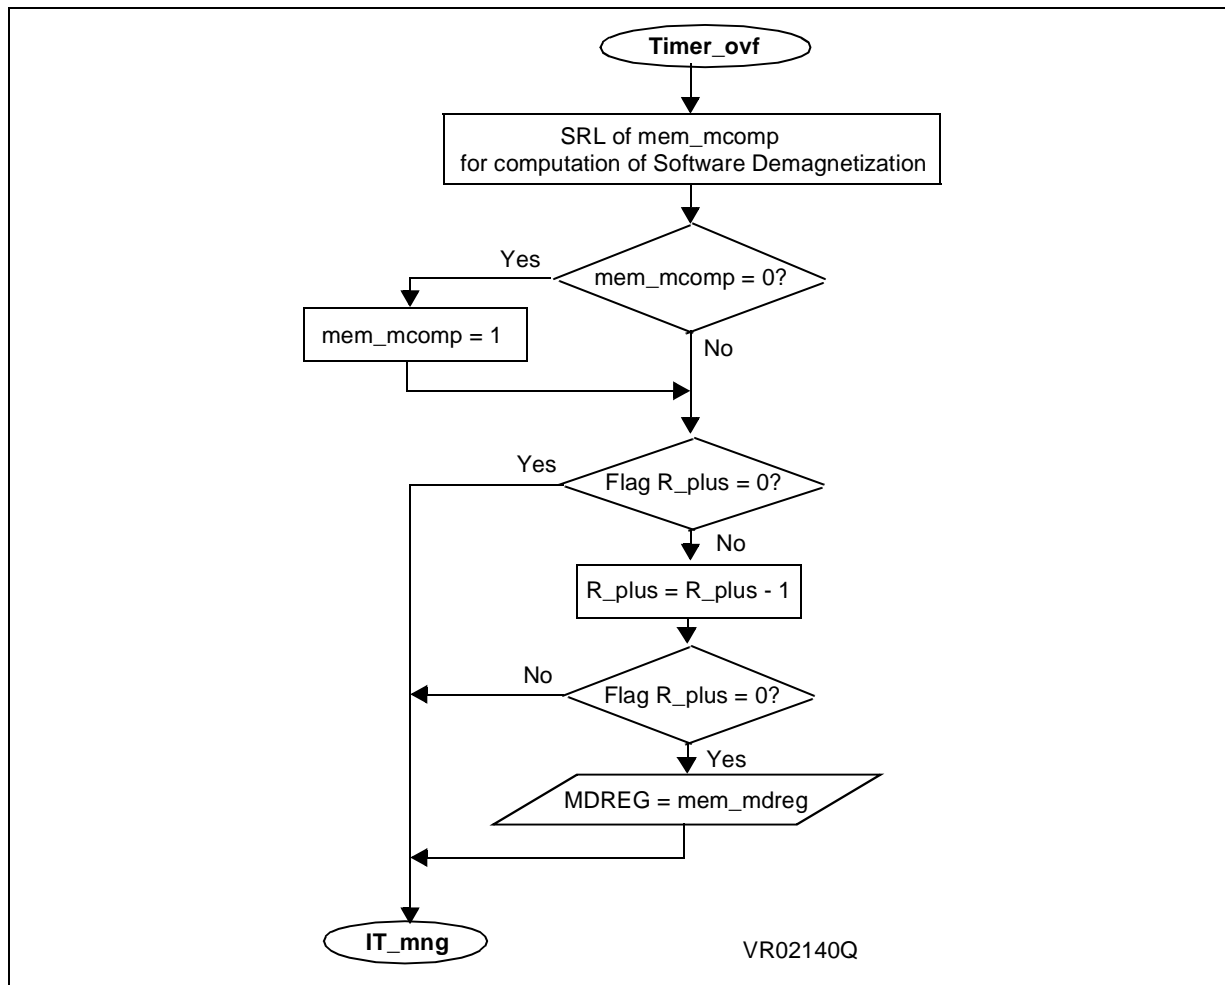 Timer_ovf
SRL of mem_mcomp
for computation of Software Demagnetization
Yes
mem_mcomp = 0?
mem_mcomp = 1
No
Yes
Flag R_plus = 0?
No
R_plus = R_plus - 1
No
Flag R_plus = 0?
Yes
MDREG = mem_mdreg
IT_mng
VR02140Q